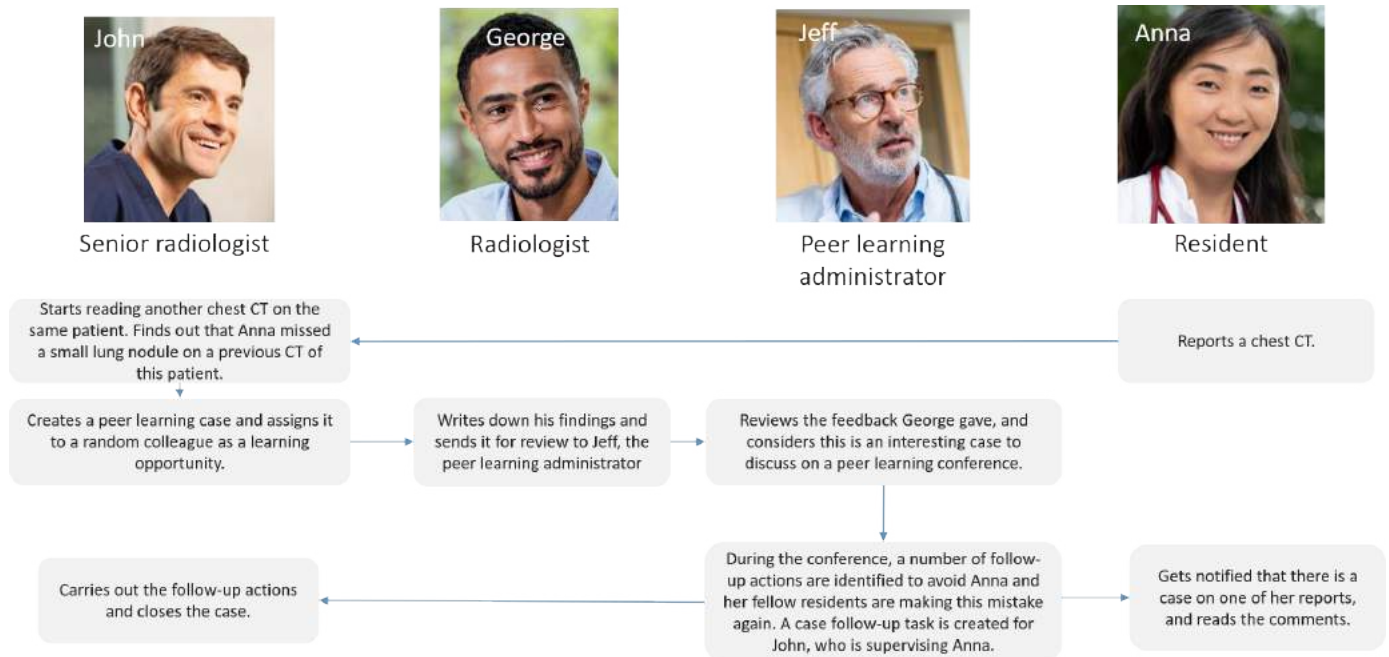 John
George
Jeff
Anna
Senior radiologist
Radiologist
Peer learning
administrator
Resident
Starts reading another chest CT on the
same patient. Finds out that Anna missed
a small lung nodule on a previous CT of
this patient.
Reports a chest CT.
Creates a peer learning case and assigns it
to a random colleague as a learning
opportunity.
Writes down his findings and
sends it for review to Jeff, the
peer learning administrator
Reviews the feedback George gave, and
considers this is an interesting case to
discuss on a peer learning conference.
Carries out the follow-up actions
and closes the case.
During the conference, a number of follow-
up actions are identified to avoid Anna and
her fellow residents are making this mistake
again. A case follow-up task is created for
John, who is supervising Anna.
Gets notified that there is a
case on one of her reports,
and reads the comments.